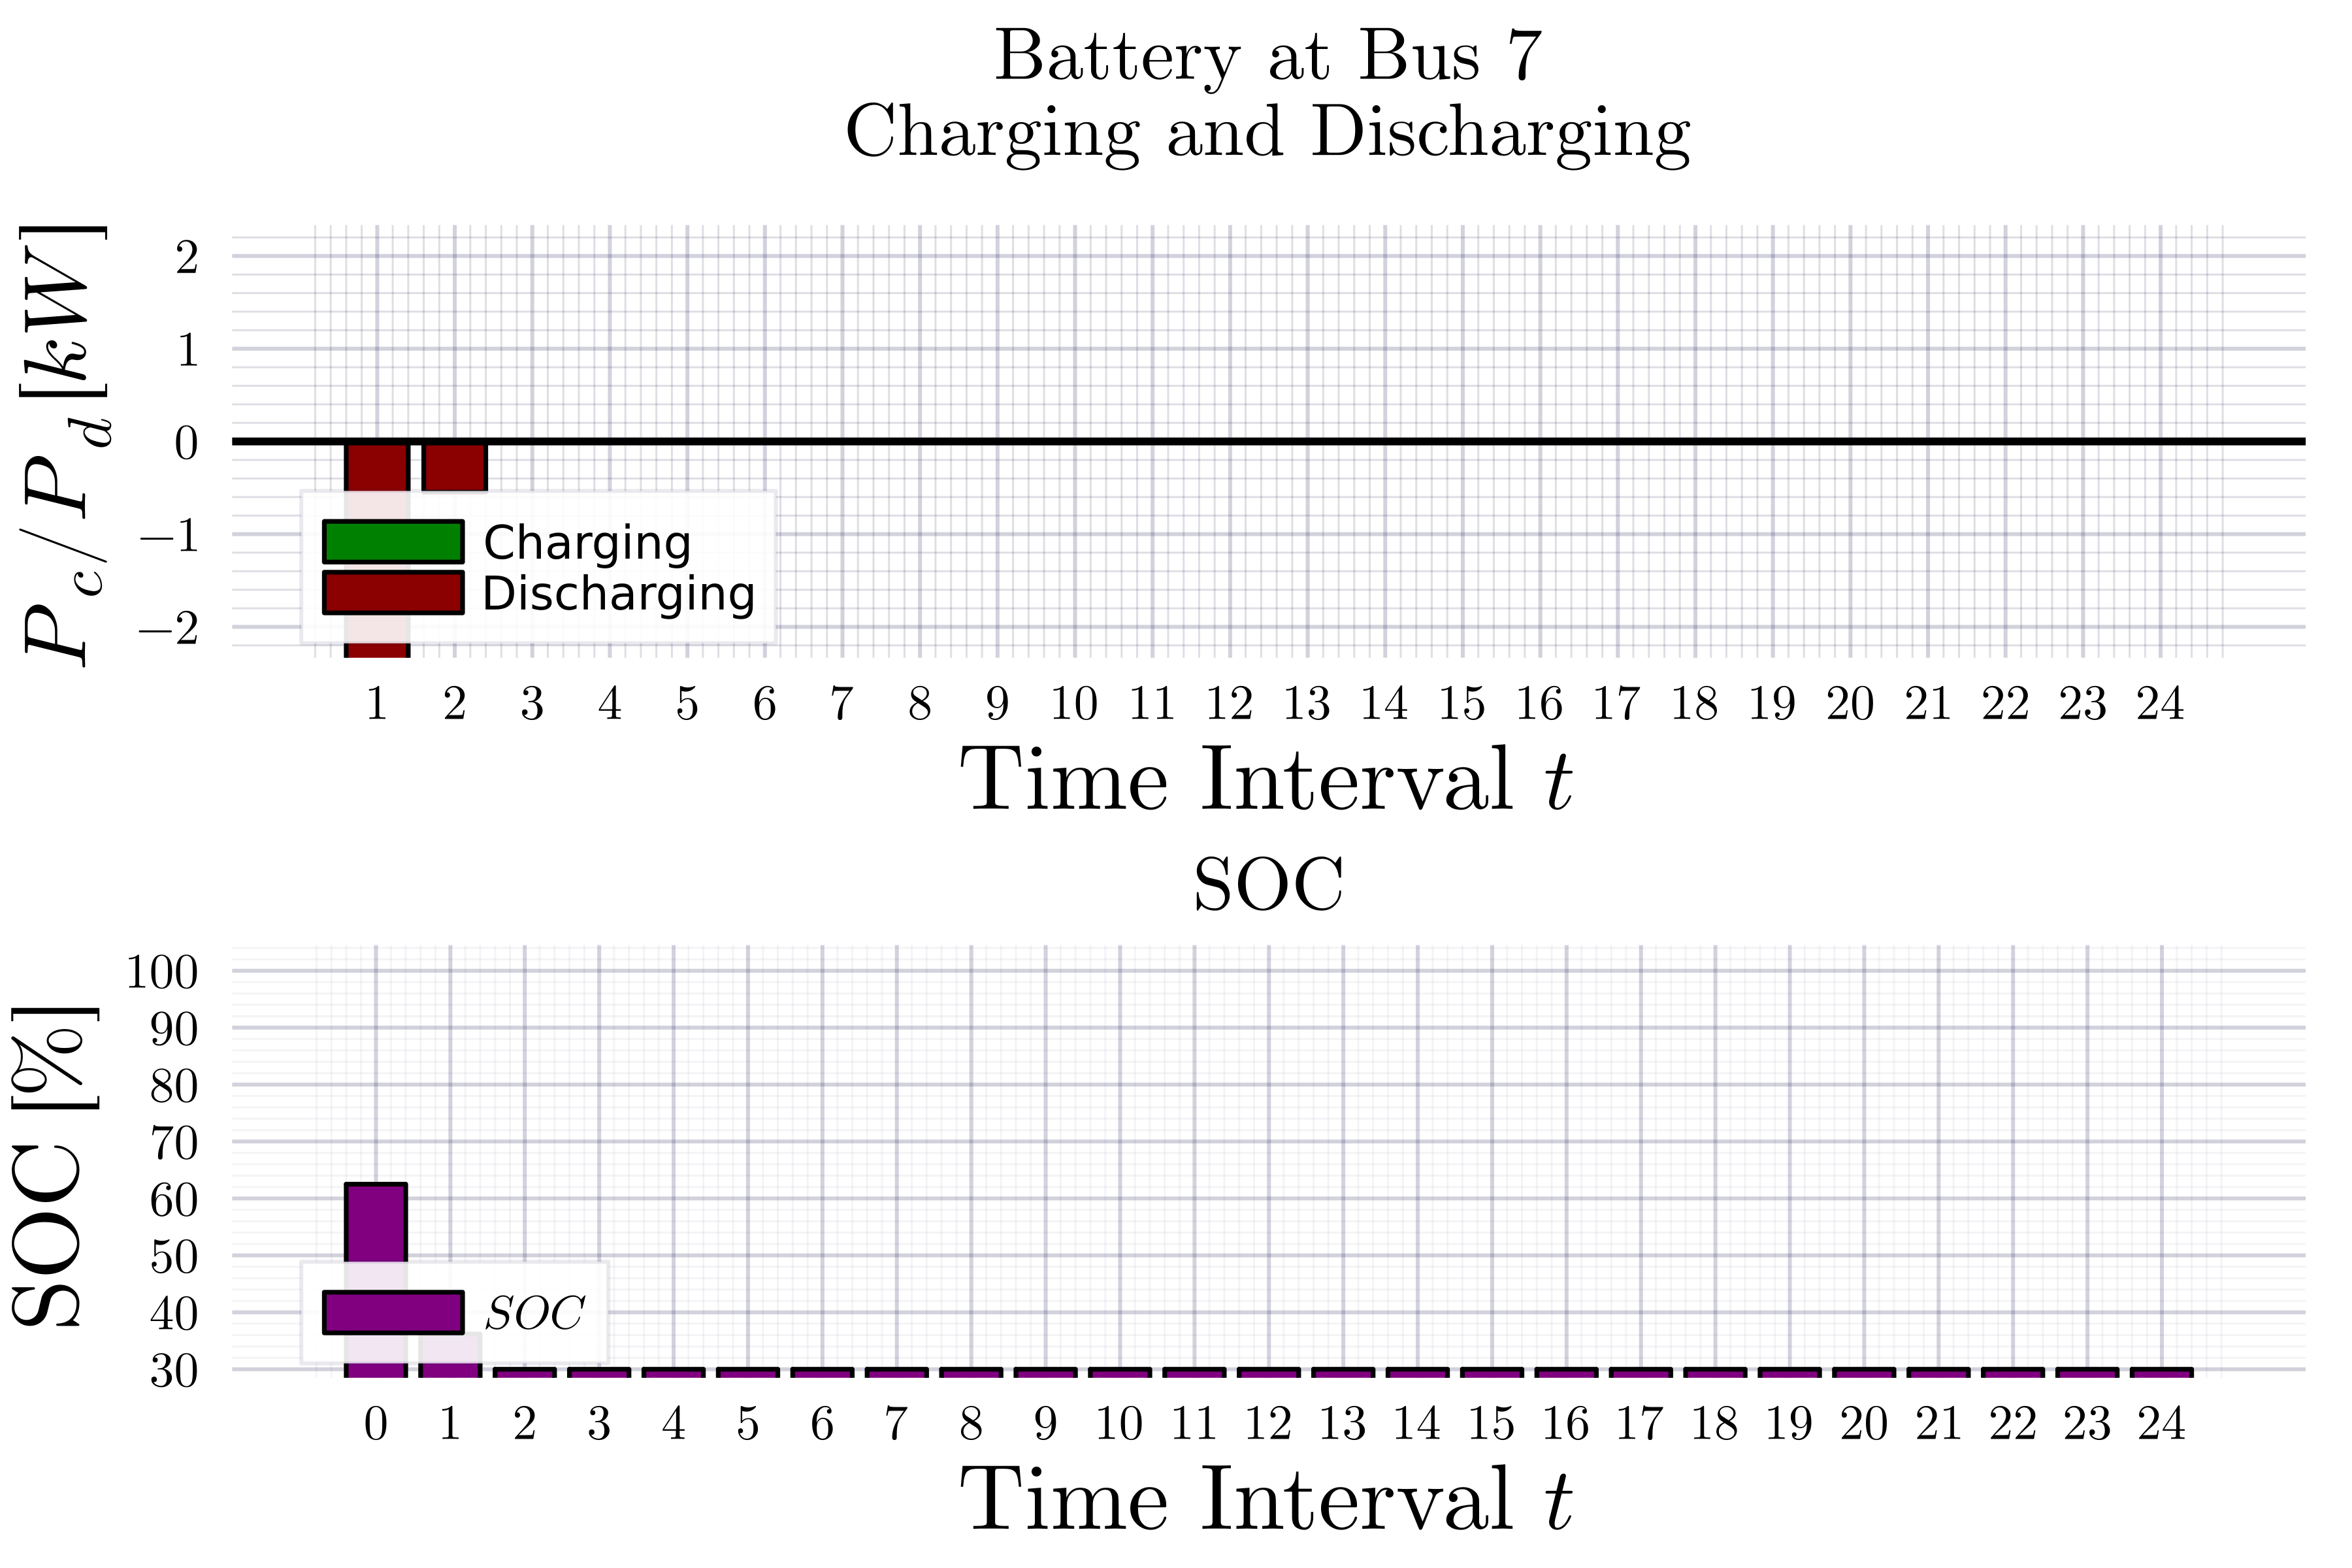 Battery at Bus 7
Charging and Discharging
P_c/P_d [kW]
2
1
0
−1
−2
Charging
Discharging
1 2 3 4 5 6 7 8 9 10 11 12 13 14 15 16 17 18 19 20 21 22 23 24
Time Interval t
SOC
SOC [%]
100
90
80
70
60
50
40
30
SOC
0 1 2 3 4 5 6 7 8 9 10 11 12 13 14 15 16 17 18 19 20 21 22 23 24
Time Interval t